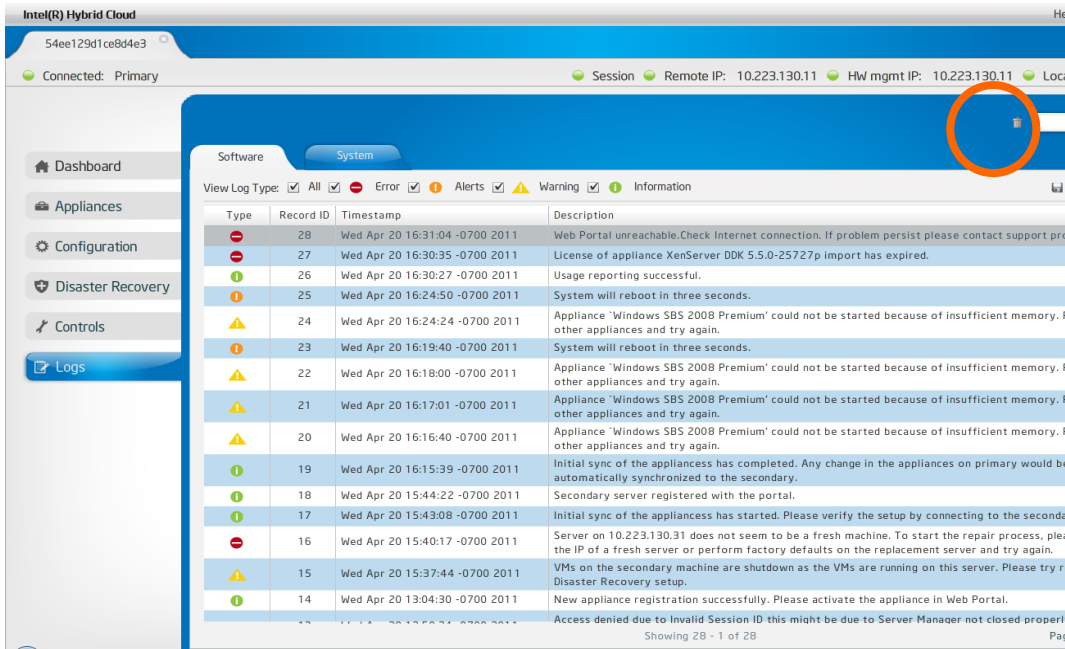 Intel(R) Hybrid Cloud
54ee129d1ce8d4e3
Connected: Primary Session Remote IP: 10.223.130.11 HW mgmt IP: 10.223.130.11
Dashboard
Appliances
Configuration
Disaster Recovery
Controls
Logs
Software System
View Log Type: All Error Alerts Warning Information
Type Record ID Timestamp Description
28 Wed Apr 20 16:31:04 -0700 2011 Web Portal unreachable.Check Internet connection. If problem persist please contact support
27 Wed Apr 20 16:30:35 -0700 2011 License of appliance XenServer DDK 5.5.0-25727p import has expired.
26 Wed Apr 20 16:30:27 -0700 2011 Usage reporting successful.
25 Wed Apr 20 16:24:50 -0700 2011 System will reboot in three seconds.
24 Wed Apr 20 16:24:24 -0700 2011 Appliance `Windows SBS 2008 Premium' could not be started because of insufficient memory.
other appliances and try again.
23 Wed Apr 20 16:19:40 -0700 2011 System will reboot in three seconds.
22 Wed Apr 20 16:18:00 -0700 2011 Appliance `Windows SBS 2008 Premium' could not be started because of insufficient memory.
other appliances and try again.
21 Wed Apr 20 16:17:01 -0700 2011 Appliance `Windows SBS 2008 Premium' could not be started because of insufficient memory.
other appliances and try again.
20 Wed Apr 20 16:16:40 -0700 2011 Appliance `Windows SBS 2008 Premium' could not be started because of insufficient memory.
other appliances and try again.
19 Wed Apr 20 16:15:39 -0700 2011 Initial sync of the appliancess has completed. Any change in the appliances on primary would be
automatically synchronized to the secondary.
18 Wed Apr 20 15:44:22 -0700 2011 Secondary server registered with the portal.
17 Wed Apr 20 15:43:08 -0700 2011 Initial sync of the appliancess has started. Please verify the setup by connecting to the
16 Wed Apr 20 15:40:17 -0700 2011 Server on 10.223.130.31 does not seem to be a fresh machine. To start the repair process,
the IP of a fresh server or perform factory defaults on the replacement server and try again.
15 Wed Apr 20 15:37:44 -0700 2011 VMs on the secondary machine are shutdown as the VMs are running on this server. Please try
Disaster Recovery setup.
14 Wed Apr 20 13:04:30 -0700 2011 New appliance registration successfully. Please activate the appliance in Web Portal.
Access denied due to Invalid Session ID this might be due to Server Manager not closed
Showing 28 - 1 of 28